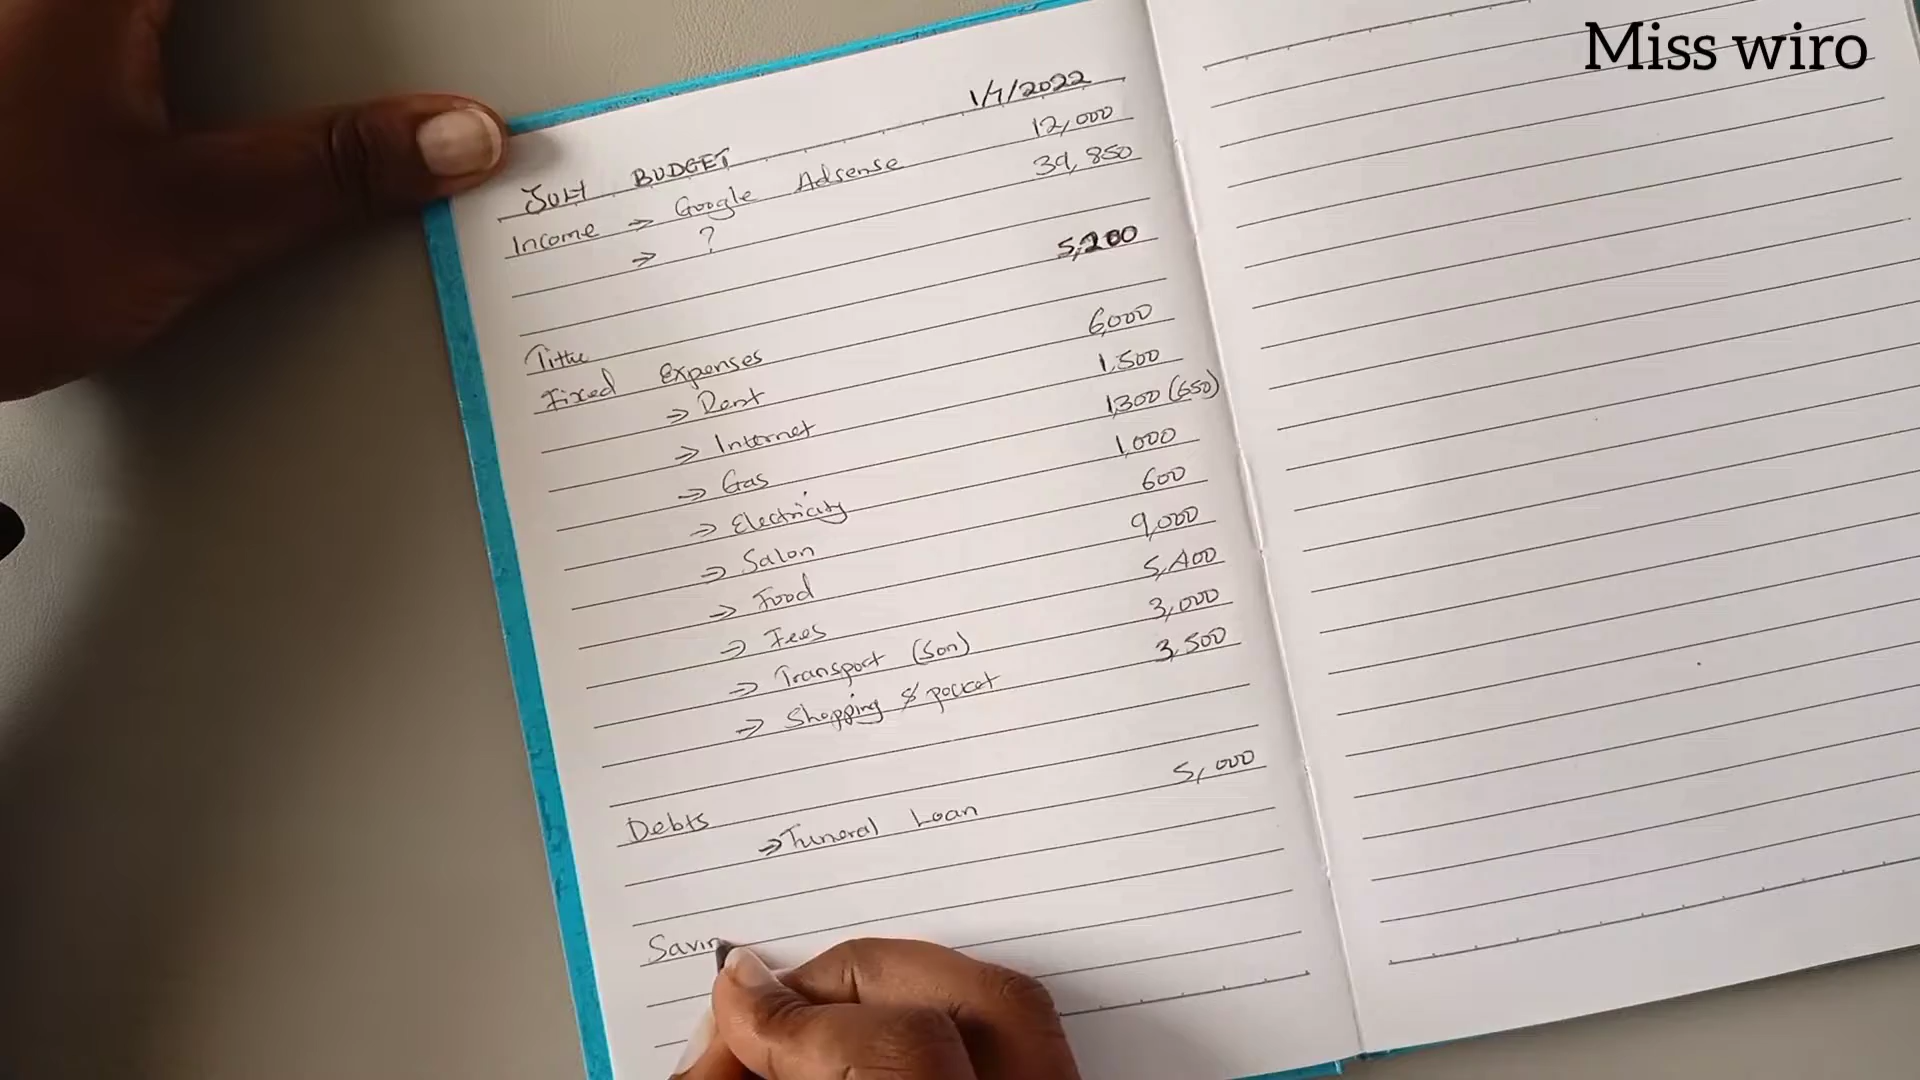 Miss wiro
1/7/2022
JULY BUDGET
Income ⇒ Google Adsense 12,000
⇒ ? 39,850
Tithe 5,200
Fixed Expenses
⇒ Rent 6,000
⇒ Internet 1,500
⇒ Gas 1,300 (650)
⇒ Electricity 1,000
⇒ Salon 600
⇒ Food 9,000
⇒ Fees 5,400
⇒ Transport (Son) 3,000
⇒ Shopping & pocket 3,500
Debts
⇒ Funeral Loan 5,000
Savin